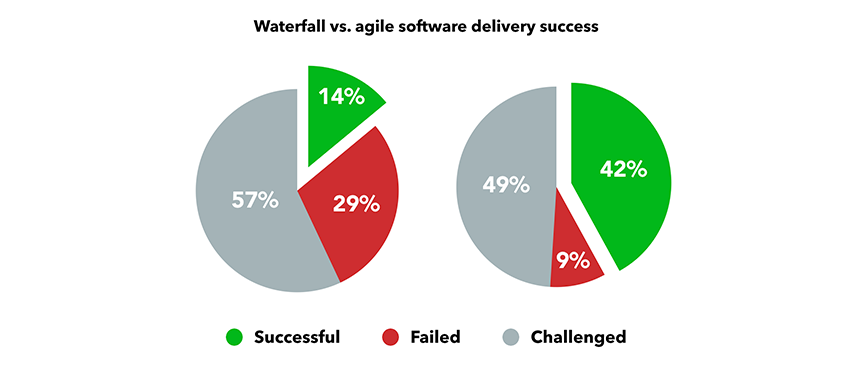 Waterfall vs. agile software delivery success
14%
57%
29%
49%
42%
9%
Successful
Failed
Challenged